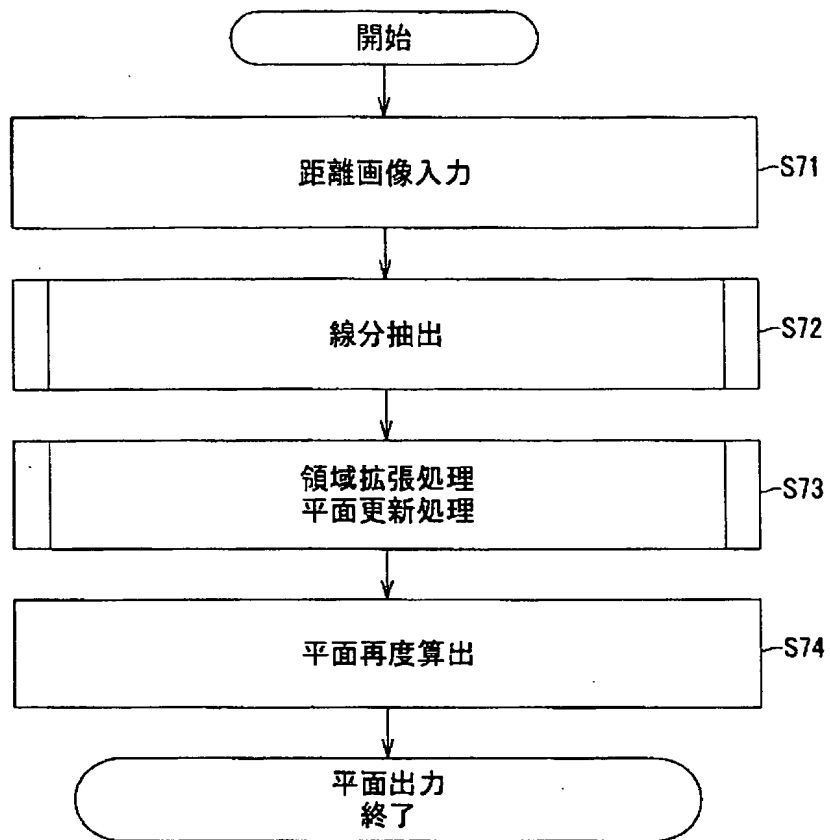 開始
距離画像入力
S71
線分抽出
S72
領域拡張処理
平面更新処理
S73
平面再度算出
S74
平面出力
終了